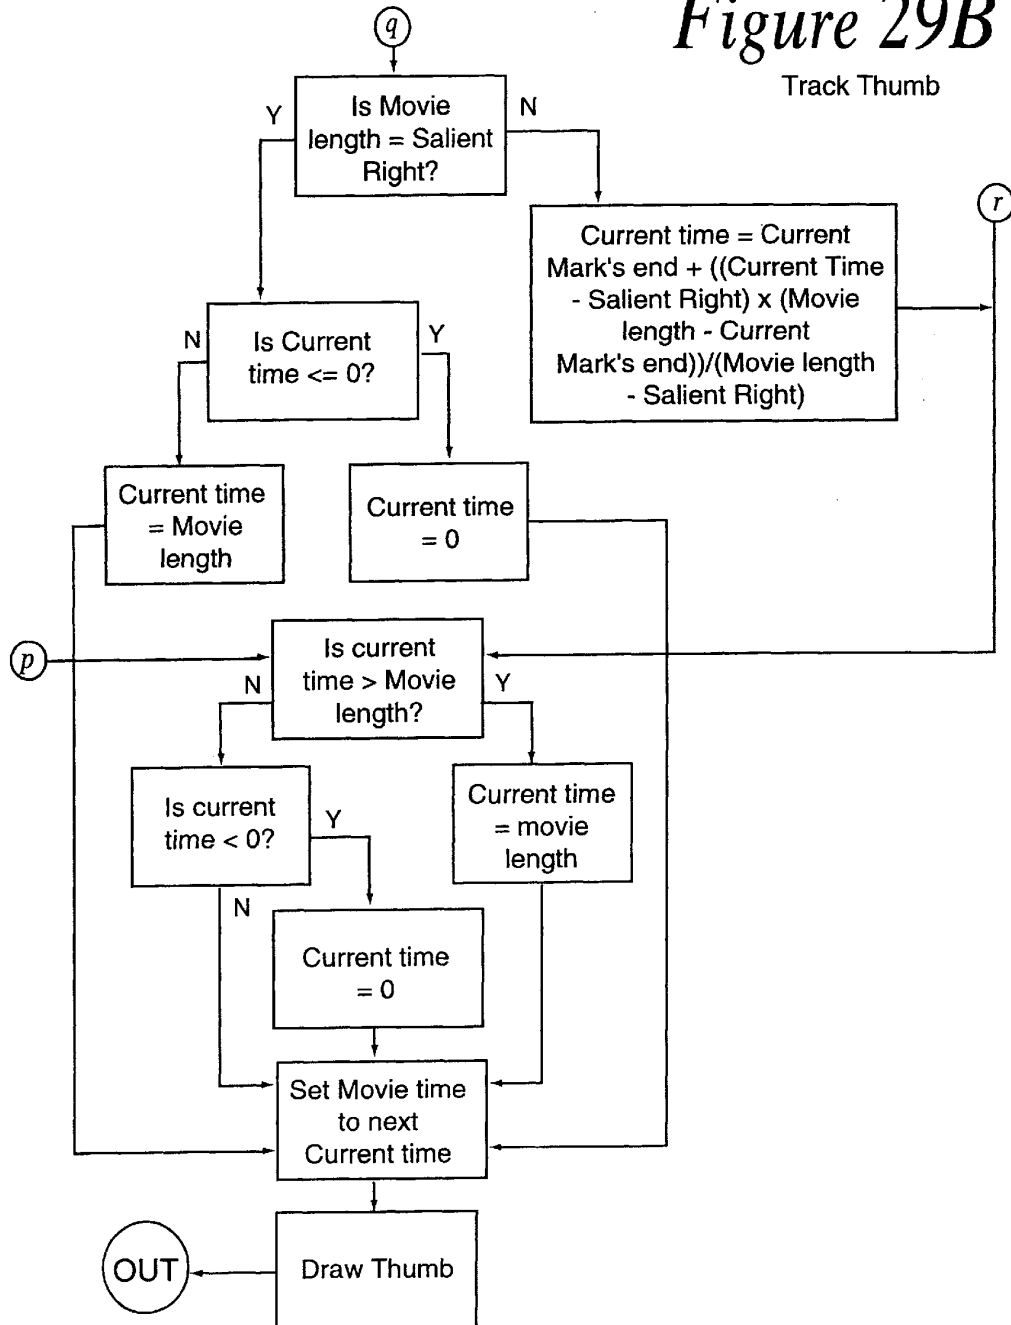 q
Figure 29B
Track Thumb
Is Movie
length = Salient
Right?
Y
N
r
Current time = Current
Mark's end + ((Current Time
- Salient Right) x (Movie
length - Current
Mark's end))/(Movie length
- Salient Right)
Is Current
time <= 0?
N
Y
Current time
= Movie
length
Current time
= 0
p
Is current
time > Movie
length?
N
Y
Is current
time < 0?
Y
N
Current time
= movie
length
Current time
= 0
Set Movie time
to next
Current time
Draw Thumb
OUT